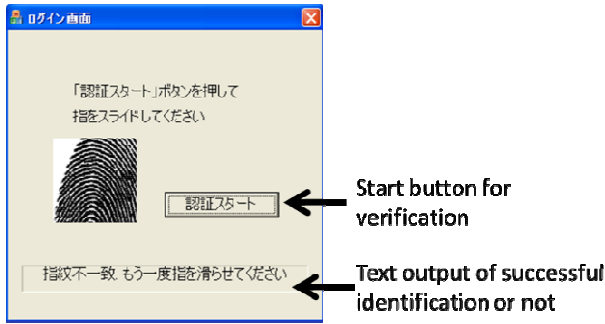 ログイン画面
「認証スタート」ボタンを押して
指をスライドしてください
認証スタート
Start button for
verification
指紋不一致. もう一度指を滑らせてください
Text output of successful
identification or not